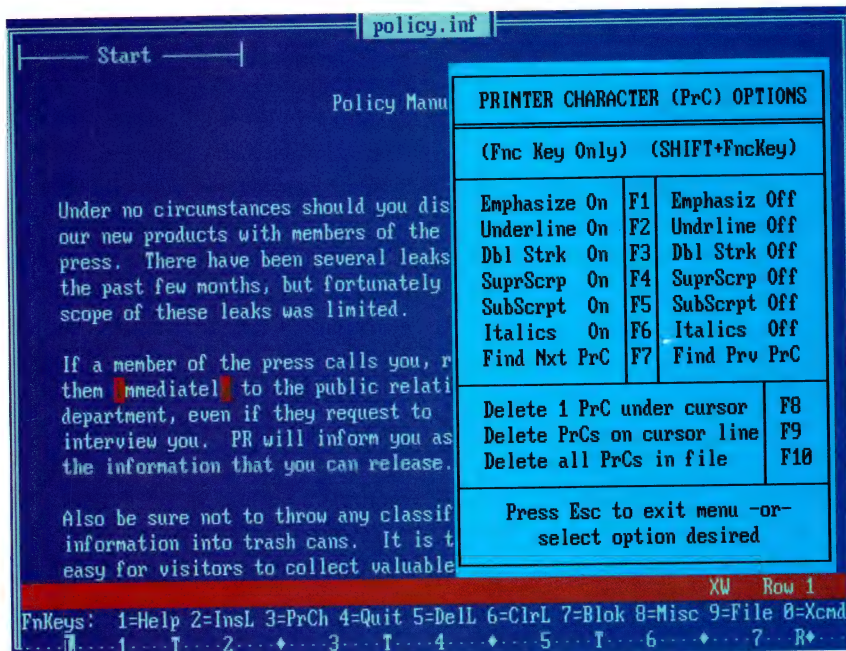 policy.inf
Start
Policy Manu
Under no circumstances should you dis
our new products with members of the
press. There have been several leaks
the past few months, but fortunately
scope of these leaks was limited.
If a member of the press calls you, r
them mmediatel to the public relati
department, even if they request to
interview you. PR will inform you as
the information that you can release.
Also be sure not to throw any classif
information into trash cans. It is t
easy for visitors to collect valuable
PRINTER CHARACTER (PrC) OPTIONS
(Fnc Key Only) (SHIFT+FncKey)
Emphasize On F1 Emphasiz Off
Underline On F2 Undrline Off
Dbl Strk On F3 Dbl Strk Off
SuprScrp On F4 SuprScrp Off
SubScrpt On F5 SubScrpt Off
Italics On F6 Italics Off
Find Nxt PrC F7 Find Prv PrC
Delete 1 PrC under cursor F8
Delete PrCs on cursor line F9
Delete all PrCs in file F10
Press Esc to exit menu -or-
select option desired
XW Row 1
FnKeys: 1=Help 2=InsL 3=PrCh 4=Quit 5=DelL 6=ClrL 7=Blok 8=Misc 9=File 0=Xcmd
L....▯....1....T....2....♦....3....T....4....♦....5....T....6....♦....7...R♦